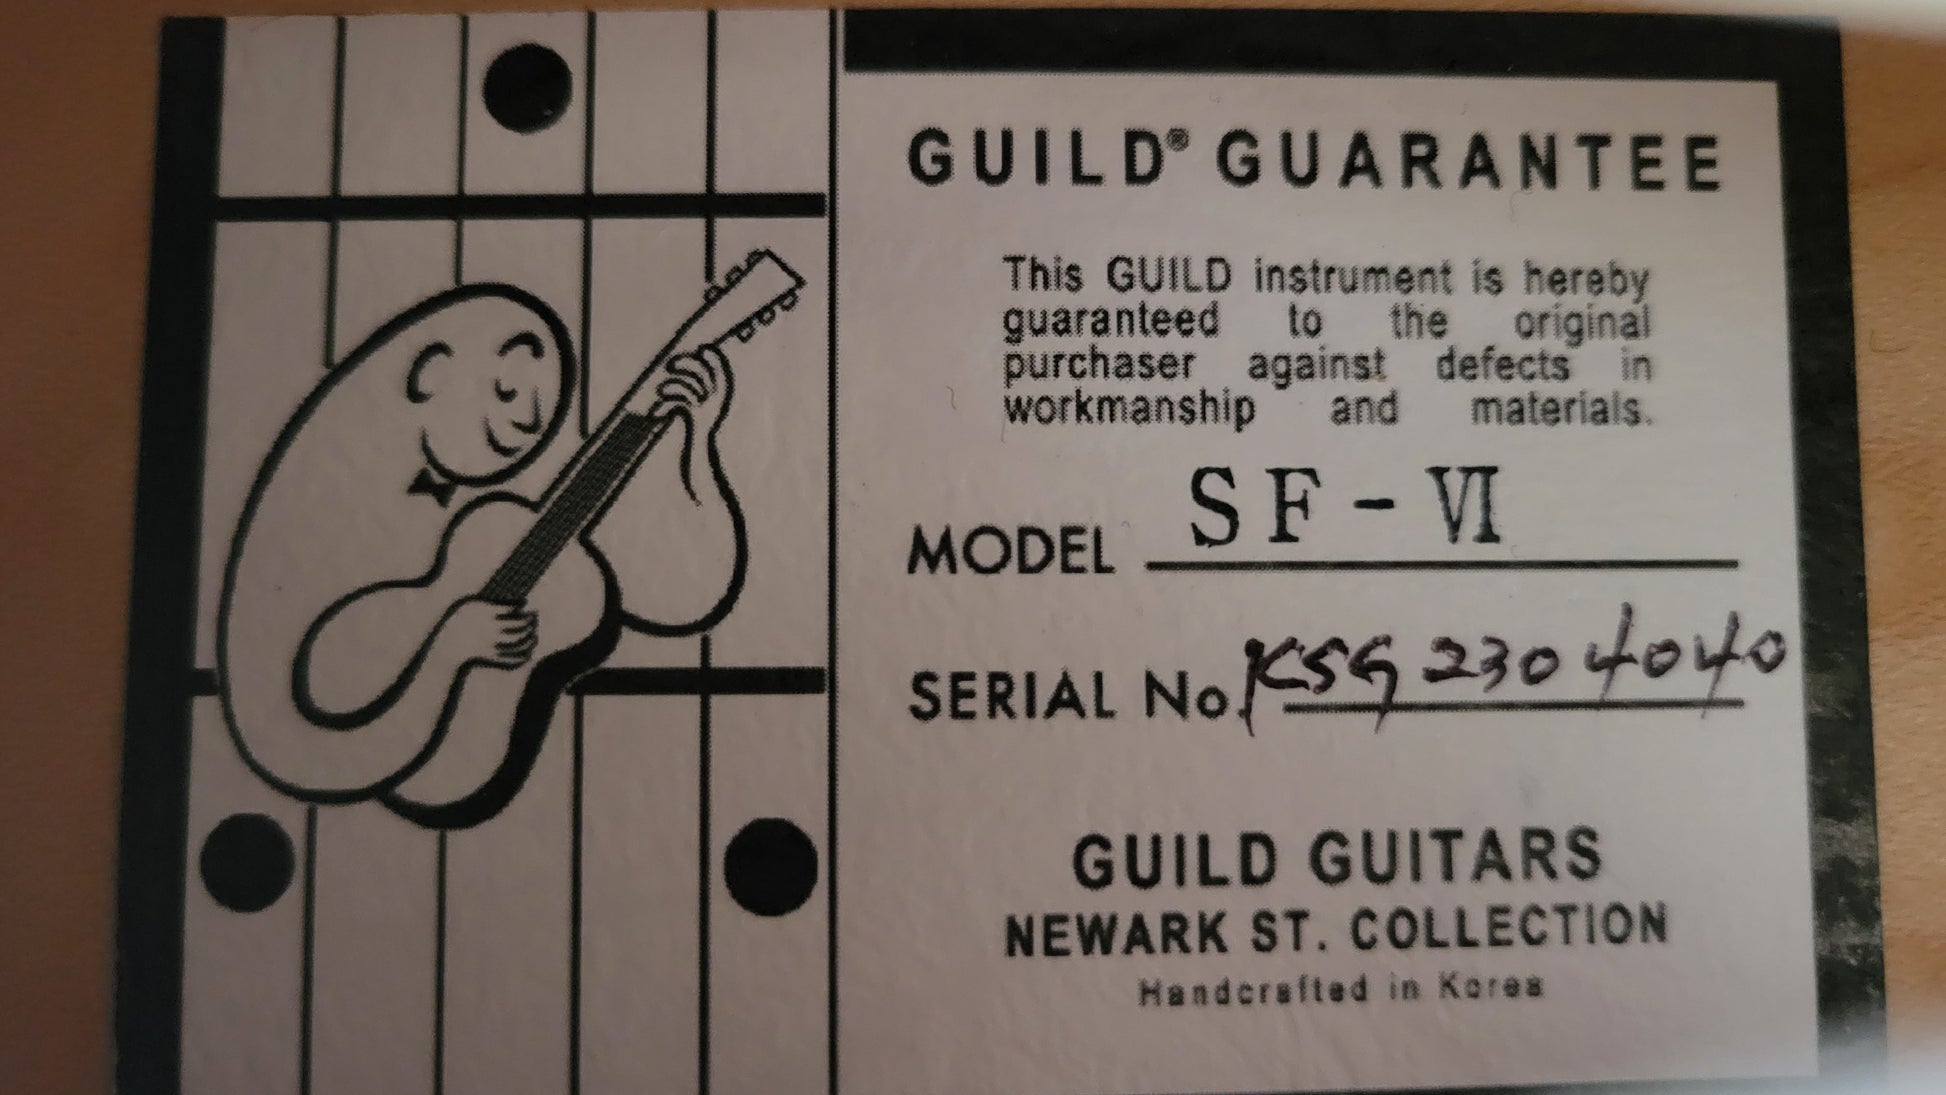 GUILD® GUARANTEE
This GUILD instrument is hereby
guaranteed to the original
purchaser against defects in
workmanship and materials.
MODEL SF-VI
SERIAL No. KSG2304040
GUILD GUITARS
NEWARK ST. COLLECTION
Handcrafted in Korea